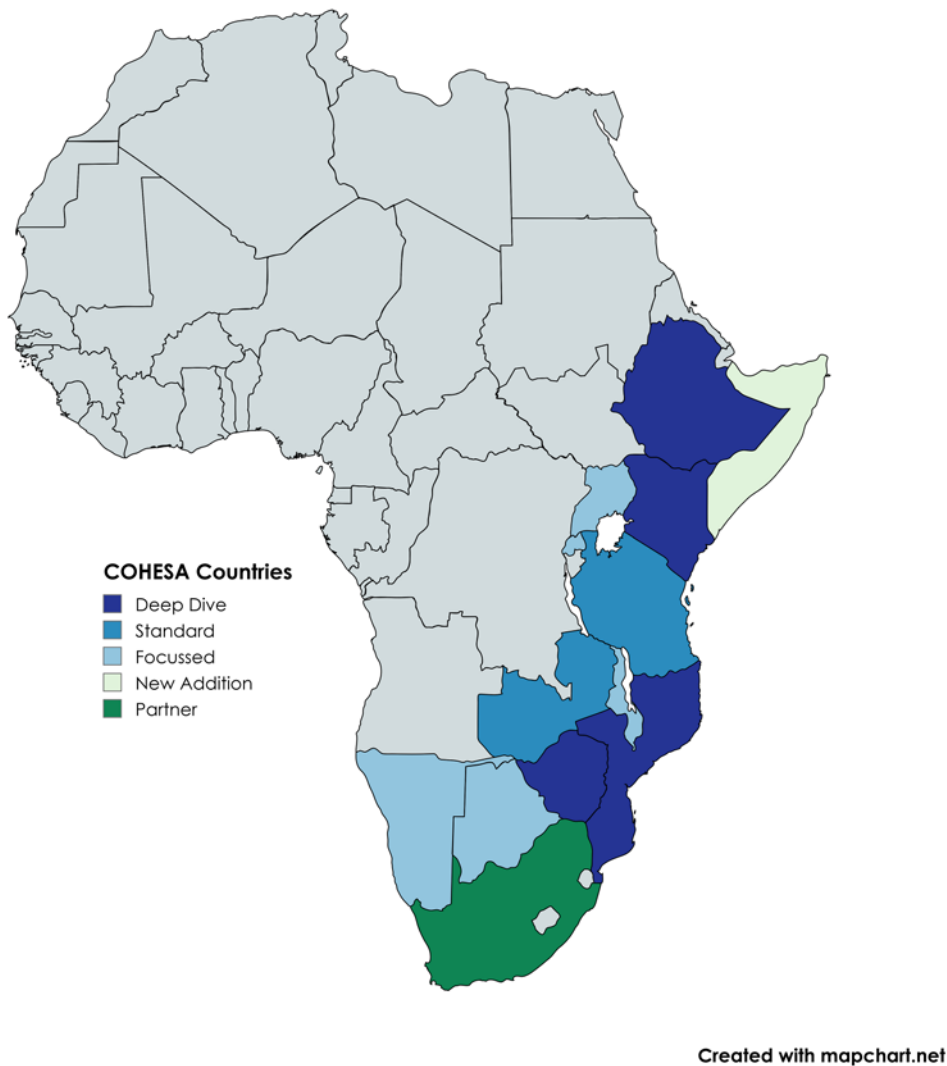 COHESA Countries
Deep Dive
Standard
Focussed
New Addition
Partner
Created with mapchart.net